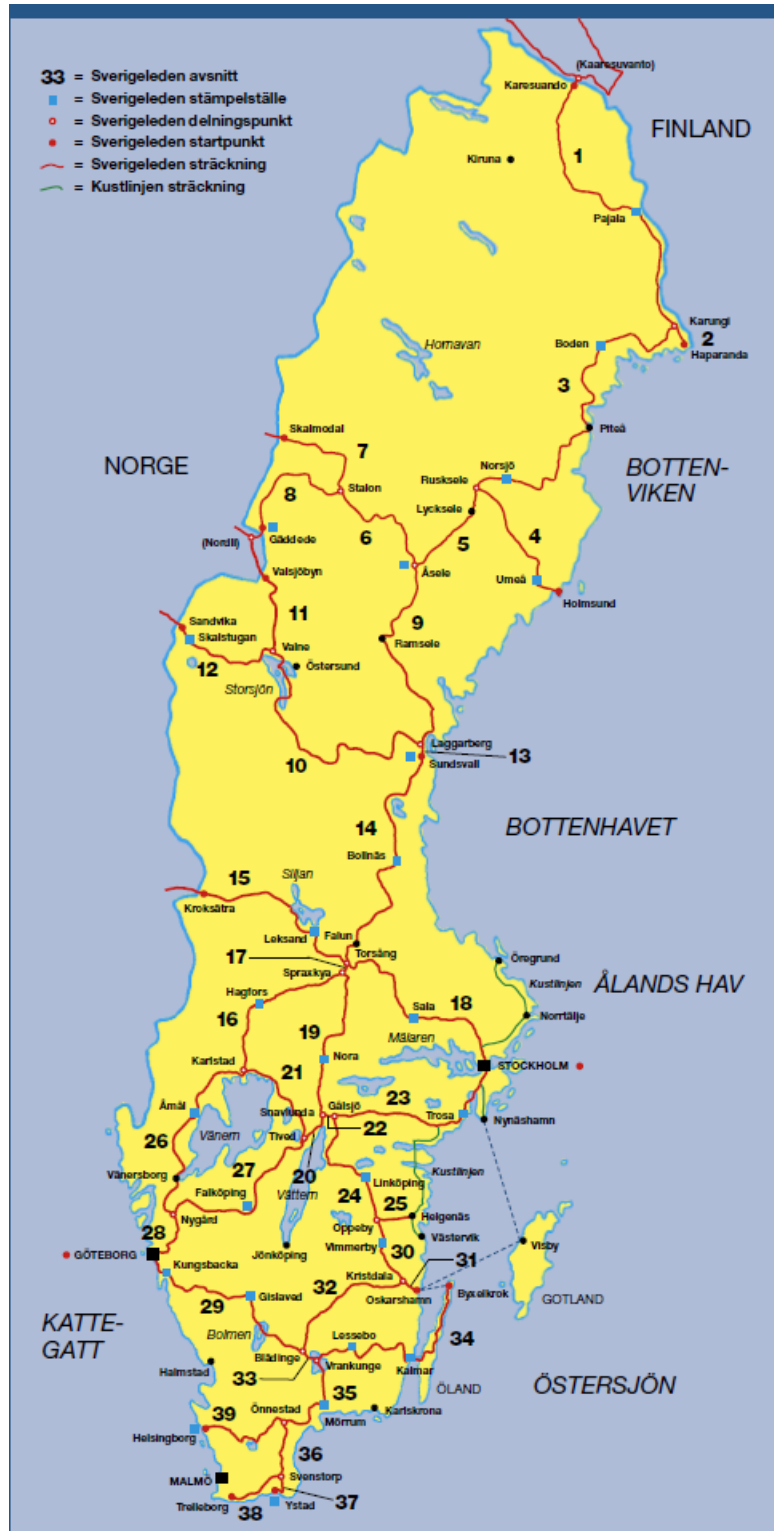 33 = Sverigeleden avsnitt
= Sverigeleden stämpelställe
= Sverigeleden delningspunkt
= Sverigeleden startpunkt
= Sverigeleden sträckning
= Kustlinjen sträckning
(Kaaresuvanto)
Karesuando
FINLAND
Kiruna
1
Pajala
Karungi
2
Haparanda
Hornavan
Boden
3
Skalmodal
7
Piteå
NORGE
BOTTEN-
VIKEN
Norsjö
Rusksele
Stalon
8
Lycksele
6
5
4
Gäddede
(Nordli)
Åsele
Umeå
Valsjöbyn
Holmsund
11
9
Sandvika
Skalstugan
Ramsele
Valne
12
Östersund
Storsjön
Laggarberg
13
10
Sundsvall
14
BOTTENHAVET
Bollnäs
15
Siljan
Kroksätra
Leksand
Falun
Torsång
17
Öregrund
Spraxkya
Kustlinjen
ÅLANDS HAV
Hagfors
18
16
Sala
Norrtälje
19
Mälaren
Karlstad
21
Nora
STOCKHOLM
23
Åmål
Snavlunda
Gälsjö
Trosa
Vänern
22
Nynäshamn
26
Tived
20
Kustlinjen
Vänersborg
27
Linköping
Falköping
Vättern
24
25
Nygård
Helgenäs
Oppeby
28
Västervik
Jönköping
Vimmerby
30
Visby
GÖTEBORG
31
Kungsbacka
32
Kristdala
Oskarshamn
Byxelkrok
29
Gislaved
GOTLAND
KATTE-
GATT
Bolmen
Lessebo
34
Blädinge
Halmstad
Vrankunge
Kalmar
33
ÖLAND
ÖSTERSJÖN
35
39
Önnestad
Karlskrona
Mörrum
Helsingborg
36
MALMÖ
Svenstorp
37
Trelleborg
Ystad
38